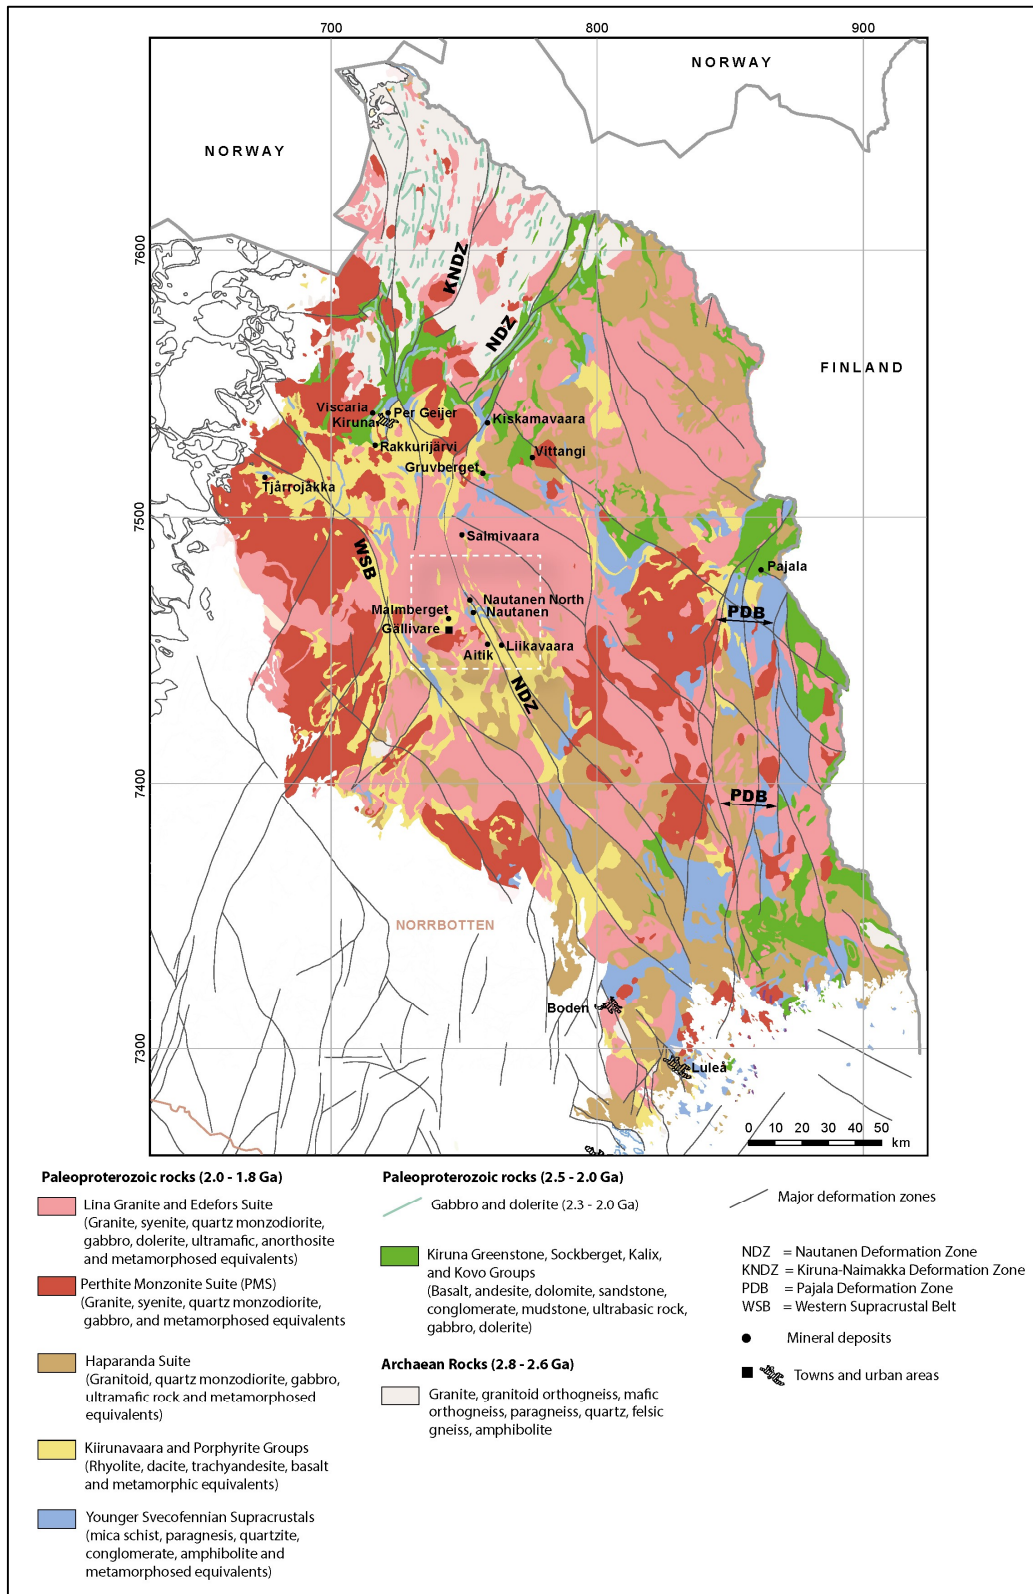 700 800 900
NORWAY
NORWAY
7600
KNDZ
NDZ
FINLAND
Viscaria
Per Geijer
Kiruna
Kiskamavaara
Rakkurijärvi
Vittangi
Gruvberget
Tjårrojåkka
7500
Salmivaara
WSB
Pajala
Nautanen North
Malmberget
Nautanen
PDB
Gällivare
Liikavaara
Aitik
NDZ
7400
PDB
NORRBOTTEN
Boden
7300
Luleå
0 10 20 30 40 50
km
Paleoproterozoic rocks (2.0 - 1.8 Ga)
Lina Granite and Edefors Suite
(Granite, syenite, quartz monzodiorite,
gabbro, dolerite, ultramafic, anorthosite
and metamorphosed equivalents)
Perthite Monzonite Suite (PMS)
(Granite, syenite, quartz monzodiorite,
gabbro, and metamorphosed equivalents
Haparanda Suite
(Granitoid, quartz monzodiorite, gabbro,
ultramafic rock and metamorphosed
equivalents)
Kiirunavaara and Porphyrite Groups
(Rhyolite, dacite, trachyandesite, basalt
and metamorphic equivalents)
Younger Svecofennian Supracrustals
(mica schist, paragnesis, quartzite,
conglomerate, amphibolite and
metamorphosed equivalents)
Paleoproterozoic rocks (2.5 - 2.0 Ga)
Gabbro and dolerite (2.3 - 2.0 Ga)
Kiruna Greenstone, Sockberget, Kalix,
and Kovo Groups
(Basalt, andesite, dolomite, sandstone,
conglomerate, mudstone, ultrabasic rock,
gabbro, dolerite)
Archaean Rocks (2.8 - 2.6 Ga)
Granite, granitoid orthogneiss, mafic
orthogneiss, paragneiss, quartz, felsic
gneiss, amphibolite
Major deformation zones
NDZ = Nautanen Deformation Zone
KNDZ = Kiruna-Naimakka Deformation Zone
PDB = Pajala Deformation Zone
WSB = Western Supracrustal Belt
Mineral deposits
Towns and urban areas